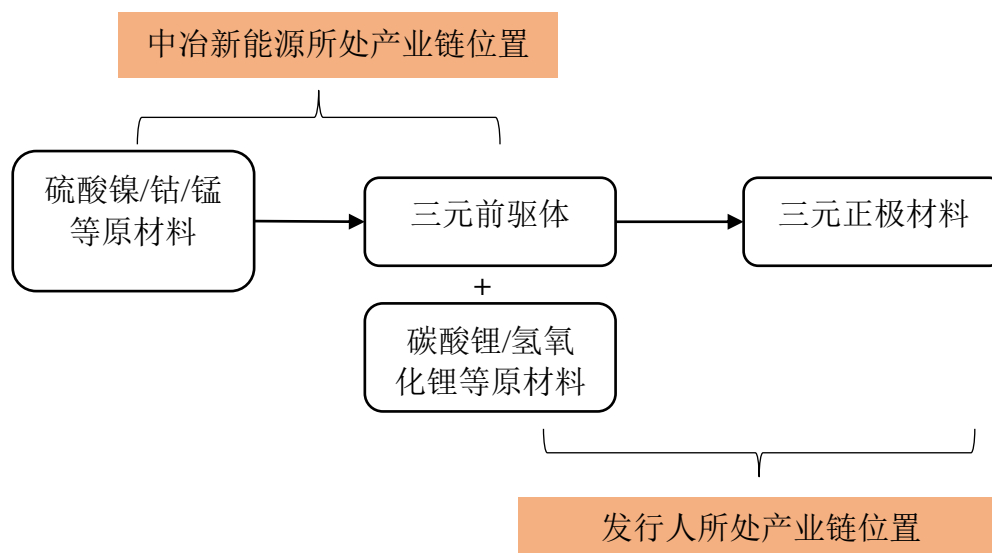 中冶新能源所处产业链位置
硫酸镍/钴/锰
等原材料
三元前驱体
三元正极材料
+
碳酸锂/氢氧
化锂等原材料
发行人所处产业链位置